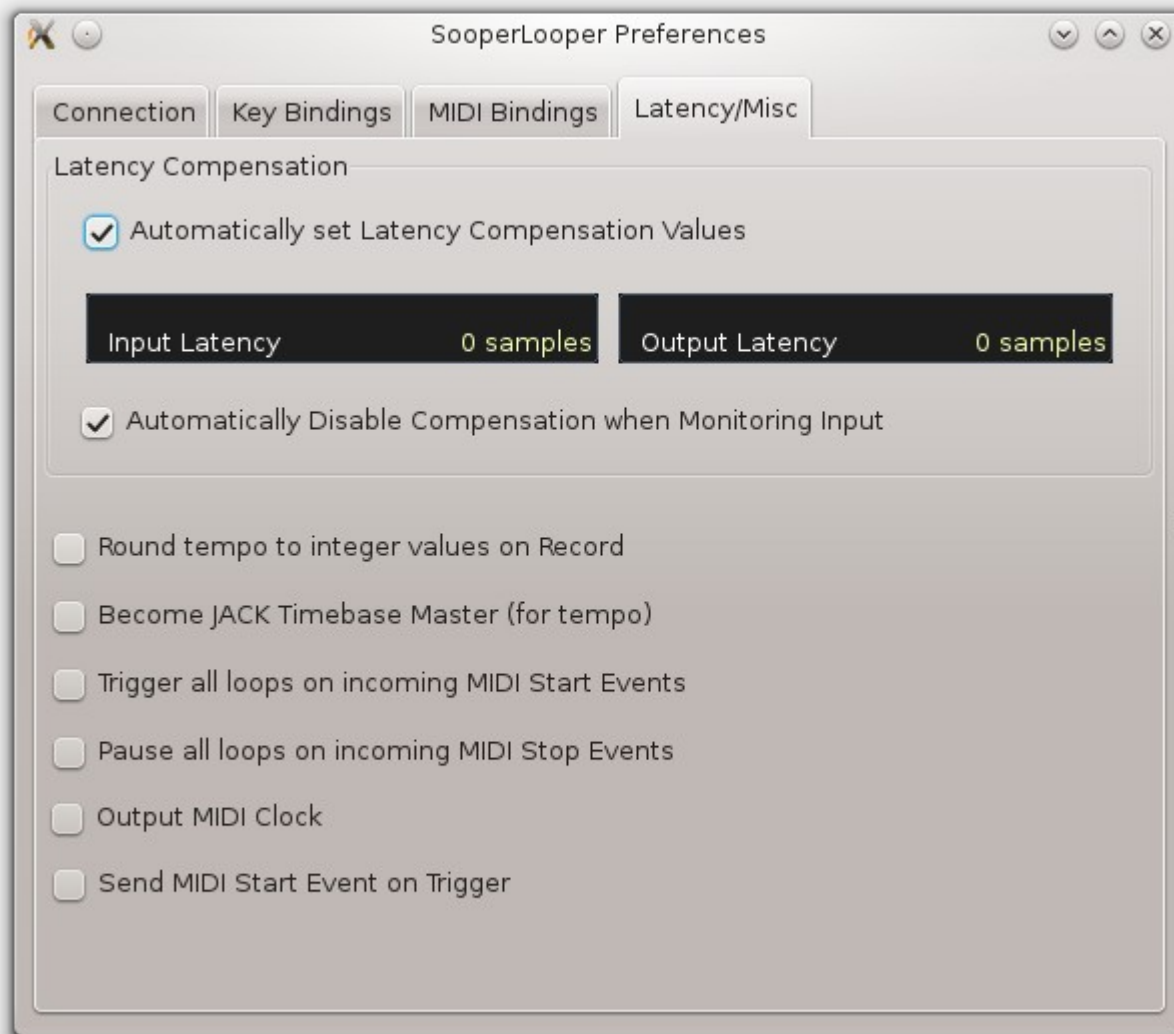 SooperLooper Preferences
Connection Key Bindings MIDI Bindings Latency/Misc
Latency Compensation
Automatically set Latency Compensation Values
Input Latency 0 samples Output Latency 0 samples
Automatically Disable Compensation when Monitoring Input
Round tempo to integer values on Record
Become JACK Timebase Master (for tempo)
Trigger all loops on incoming MIDI Start Events
Pause all loops on incoming MIDI Stop Events
Output MIDI Clock
Send MIDI Start Event on Trigger